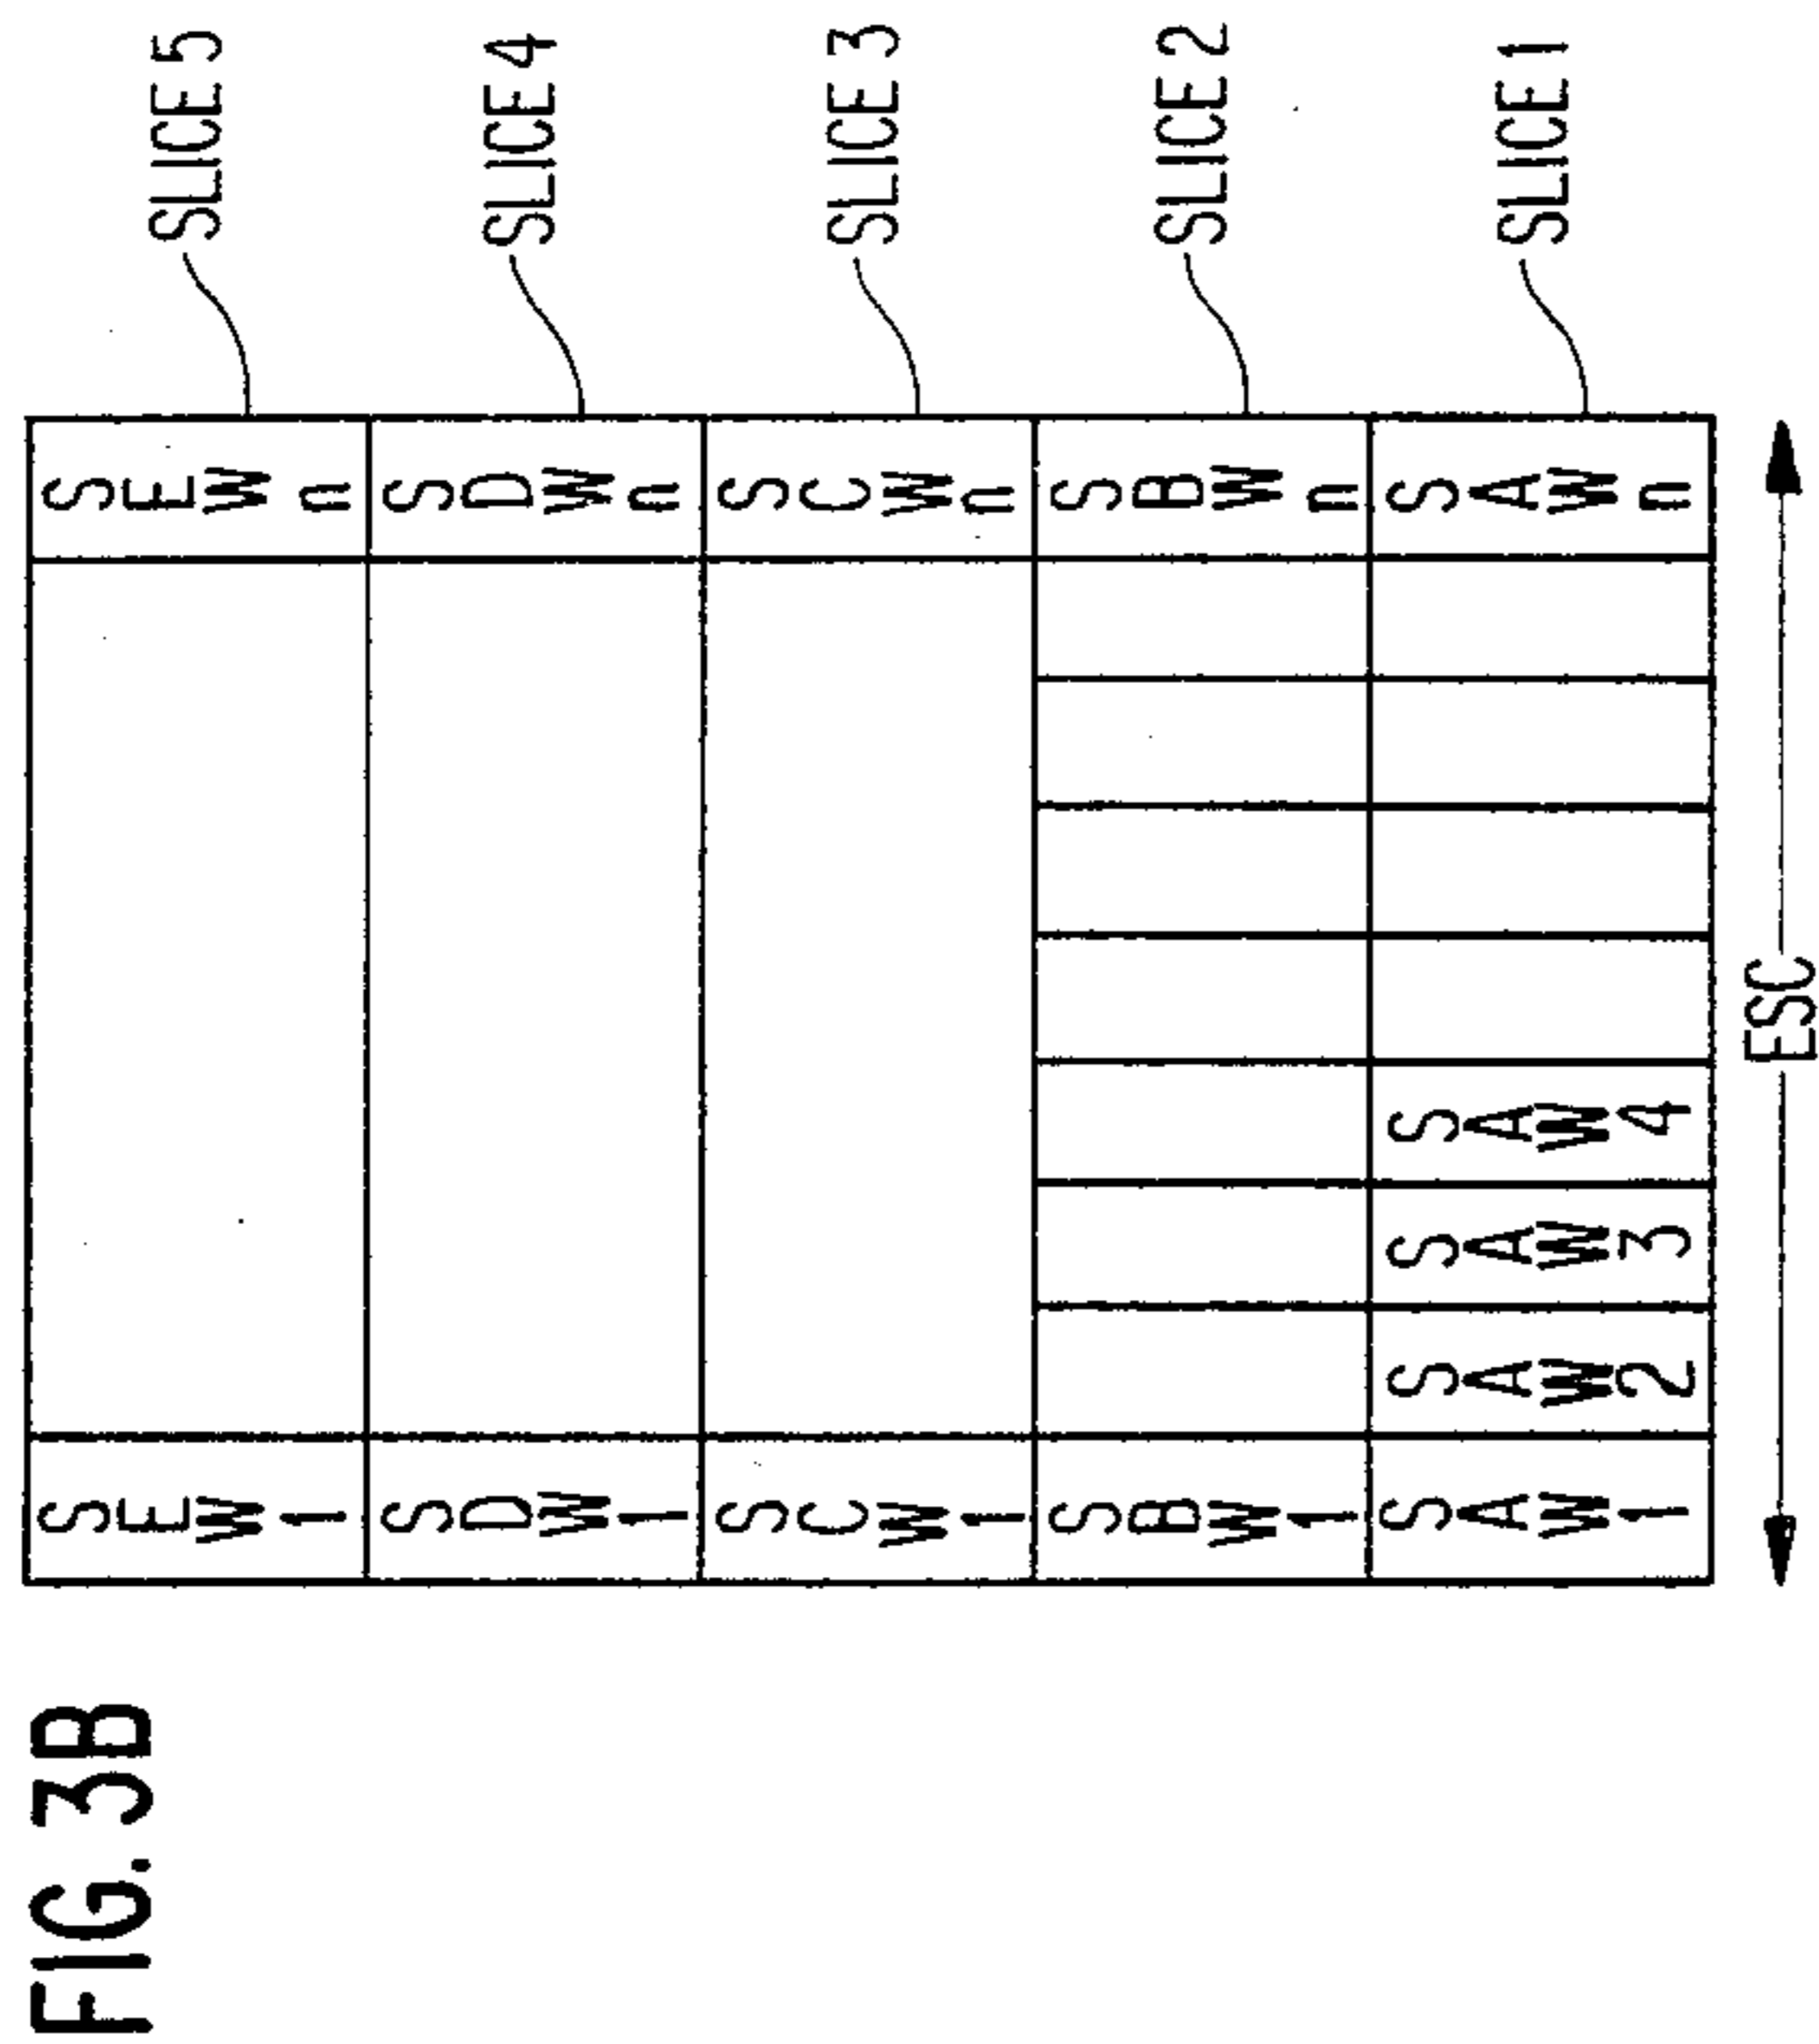 FIG. 3B
SEW1 SEWn SLICE 5
SDW1 SDWn SLICE 4
SCW1 SCWn SLICE 3
SBW1 SBWn SLICE 2
SAW1 SAW2 SAW3 SAW4 SAWn SLICE 1
ESC